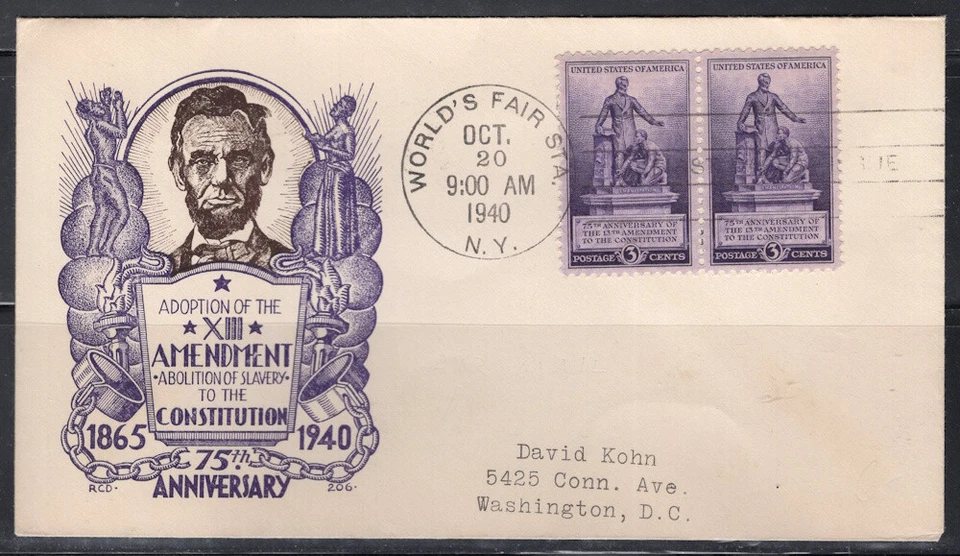 ADOPTION OF THE
★ XIII ★
AMENDMENT
• ABOLITION OF SLAVERY •
TO THE
CONSTITUTION
1865 1940
75th
ANNIVERSARY
RCD. 206.
WORLD'S FAIR STA.
OCT.
20
9:00 AM
1940
N.Y.
UNITED STATES OF AMERICA
75TH ANNIVERSARY OF
THE 13TH AMENDMENT
TO THE CONSTITUTION
POSTAGE 3 CENTS
UNITED STATES OF AMERICA
75TH ANNIVERSARY OF
THE 13TH AMENDMENT
TO THE CONSTITUTION
POSTAGE 3 CENTS
David Kohn
5425 Conn. Ave.
Washington, D.C.